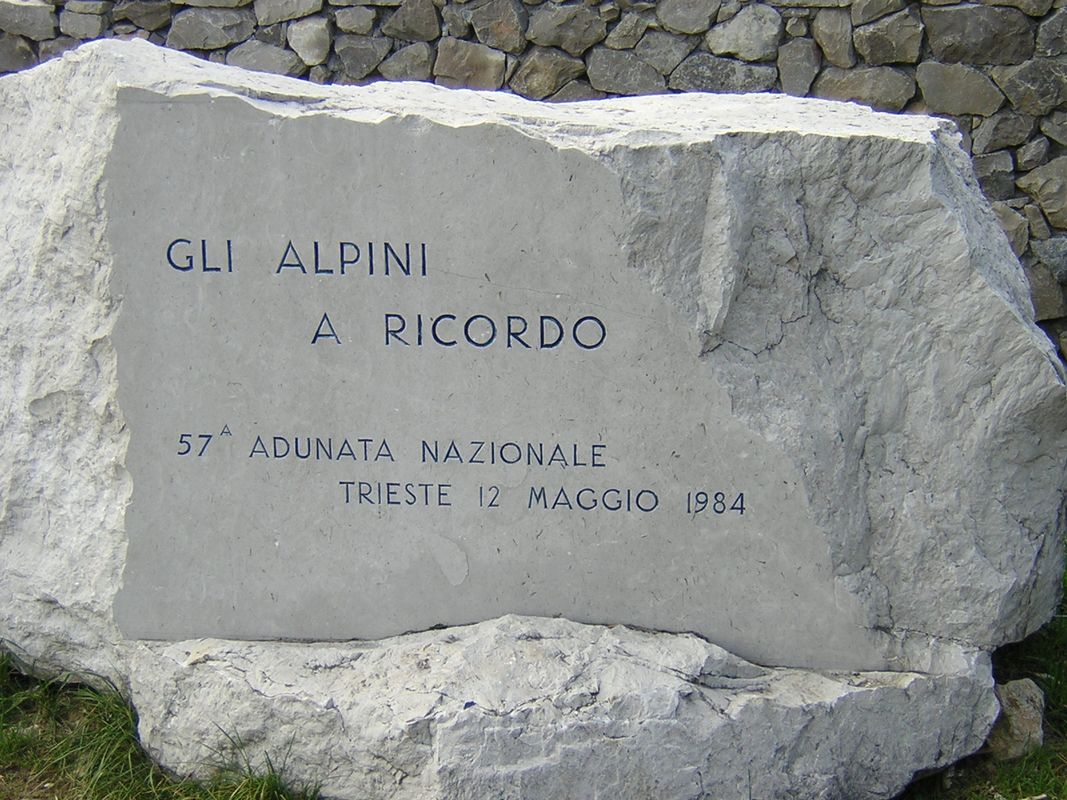 GLI ALPINI
A RICORDO
57ᴬ ADUNATA NAZIONALE
TRIESTE 12 MAGGIO 1984